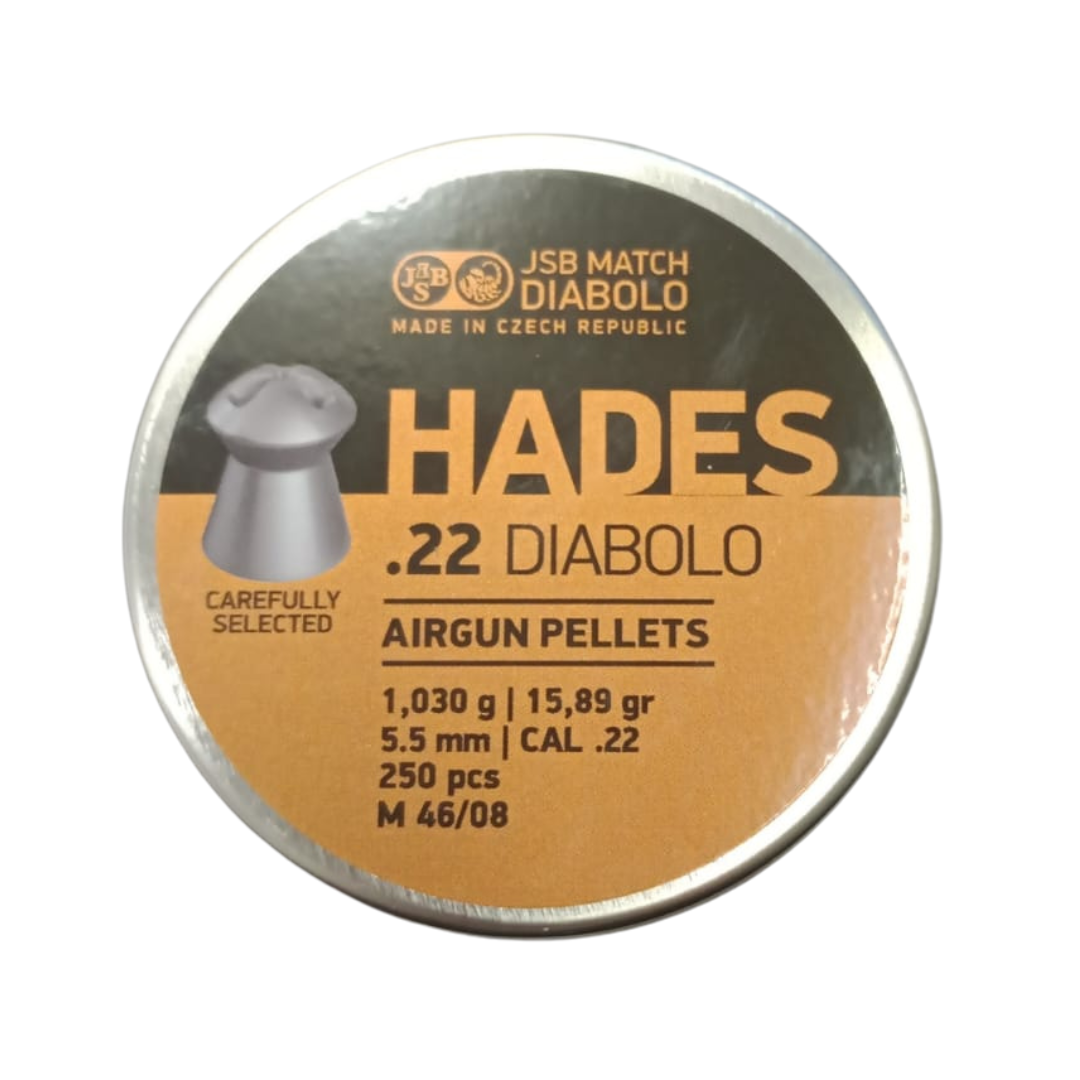 JSB
JSB MATCH
DIABOLO
MADE IN CZECH REPUBLIC
HADES
.22 DIABOLO
CAREFULLY
SELECTED
AIRGUN PELLETS
1,030 g | 15,89 gr
5.5 mm | CAL .22
250 pcs
M 46/08